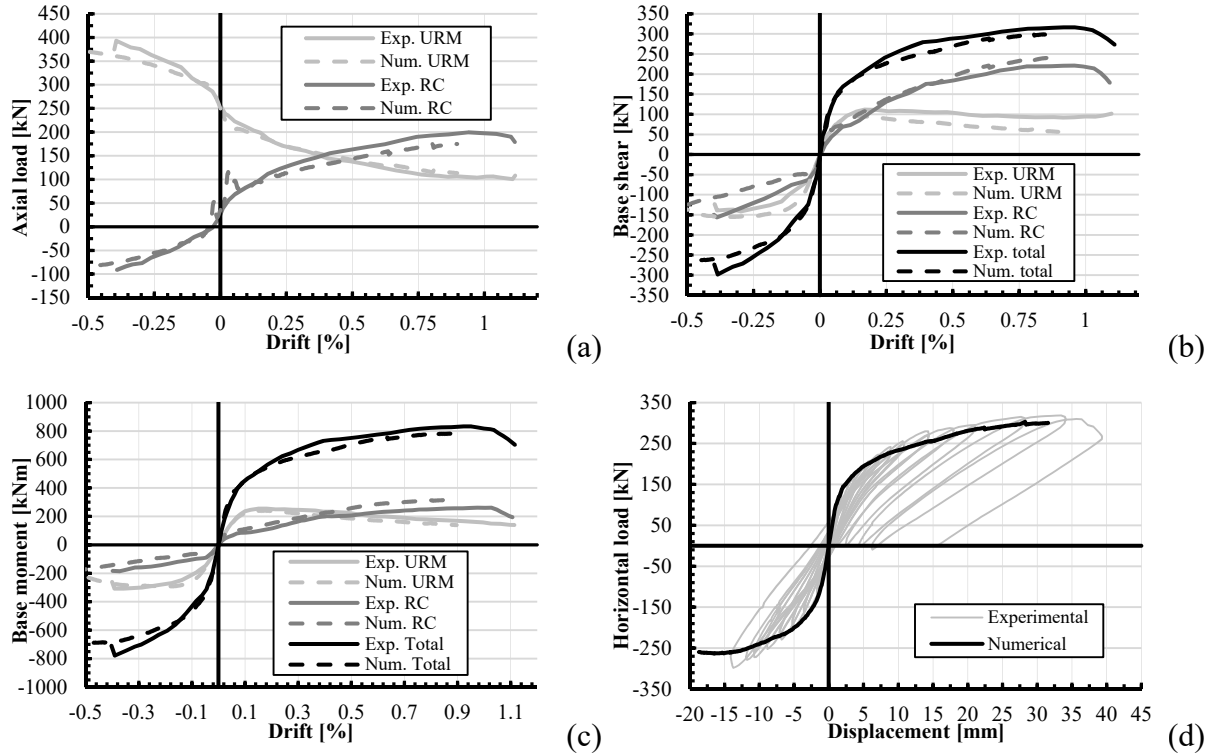 450
400
350
300
250
200
150
100
50
0
-50
-100
-150
Axial load [kN]
Exp. URM
Num. URM
Exp. RC
Num. RC
-0.5 -0.25 0 0.25 0.5 0.75 1
Drift [%]
(a)
350
300
250
200
150
100
50
0
-50
-100
-150
-200
-250
-300
-350
Base shear [kN]
Exp. URM
Num. URM
Exp. RC
Num. RC
Exp. total
Num. total
-0.5 -0.25 0 0.25 0.5 0.75 1
Drift [%]
(b)
1000
800
600
400
200
0
-200
-400
-600
-800
-1000
Base moment [kNm]
Exp. URM
Num. URM
Exp. RC
Num. RC
Exp. Total
Num. Total
-0.5 -0.3 -0.1 0.1 0.3 0.5 0.7 0.9 1.1
Drift [%]
(c)
350
250
150
50
-50
-150
-250
-350
Horizontal load [kN]
Experimental
Numerical
-20 -15 -10 -5 0 5 10 15 20 25 30 35 40 45
Displacement [mm]
(d)